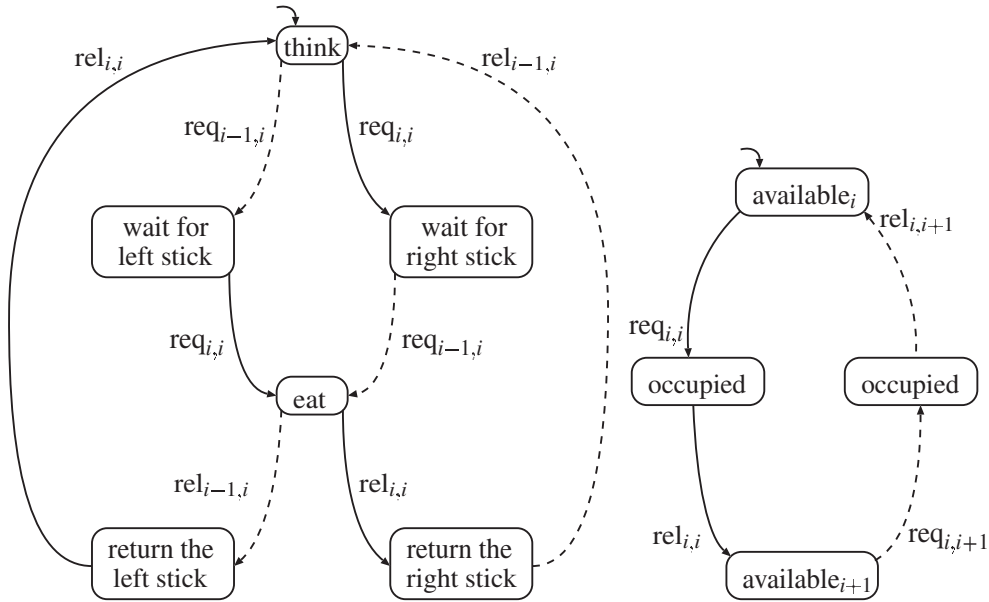 think
rel_{i,i}
rel_{i−1,i}
req_{i−1,i}
req_{i,i}
wait for
left stick
wait for
right stick
req_{i,i}
req_{i−1,i}
eat
rel_{i−1,i}
rel_{i,i}
return the
left stick
return the
right stick
available_i
rel_{i,i+1}
req_{i,i}
occupied
occupied
rel_{i,i}
req_{i,i+1}
available_{i+1}